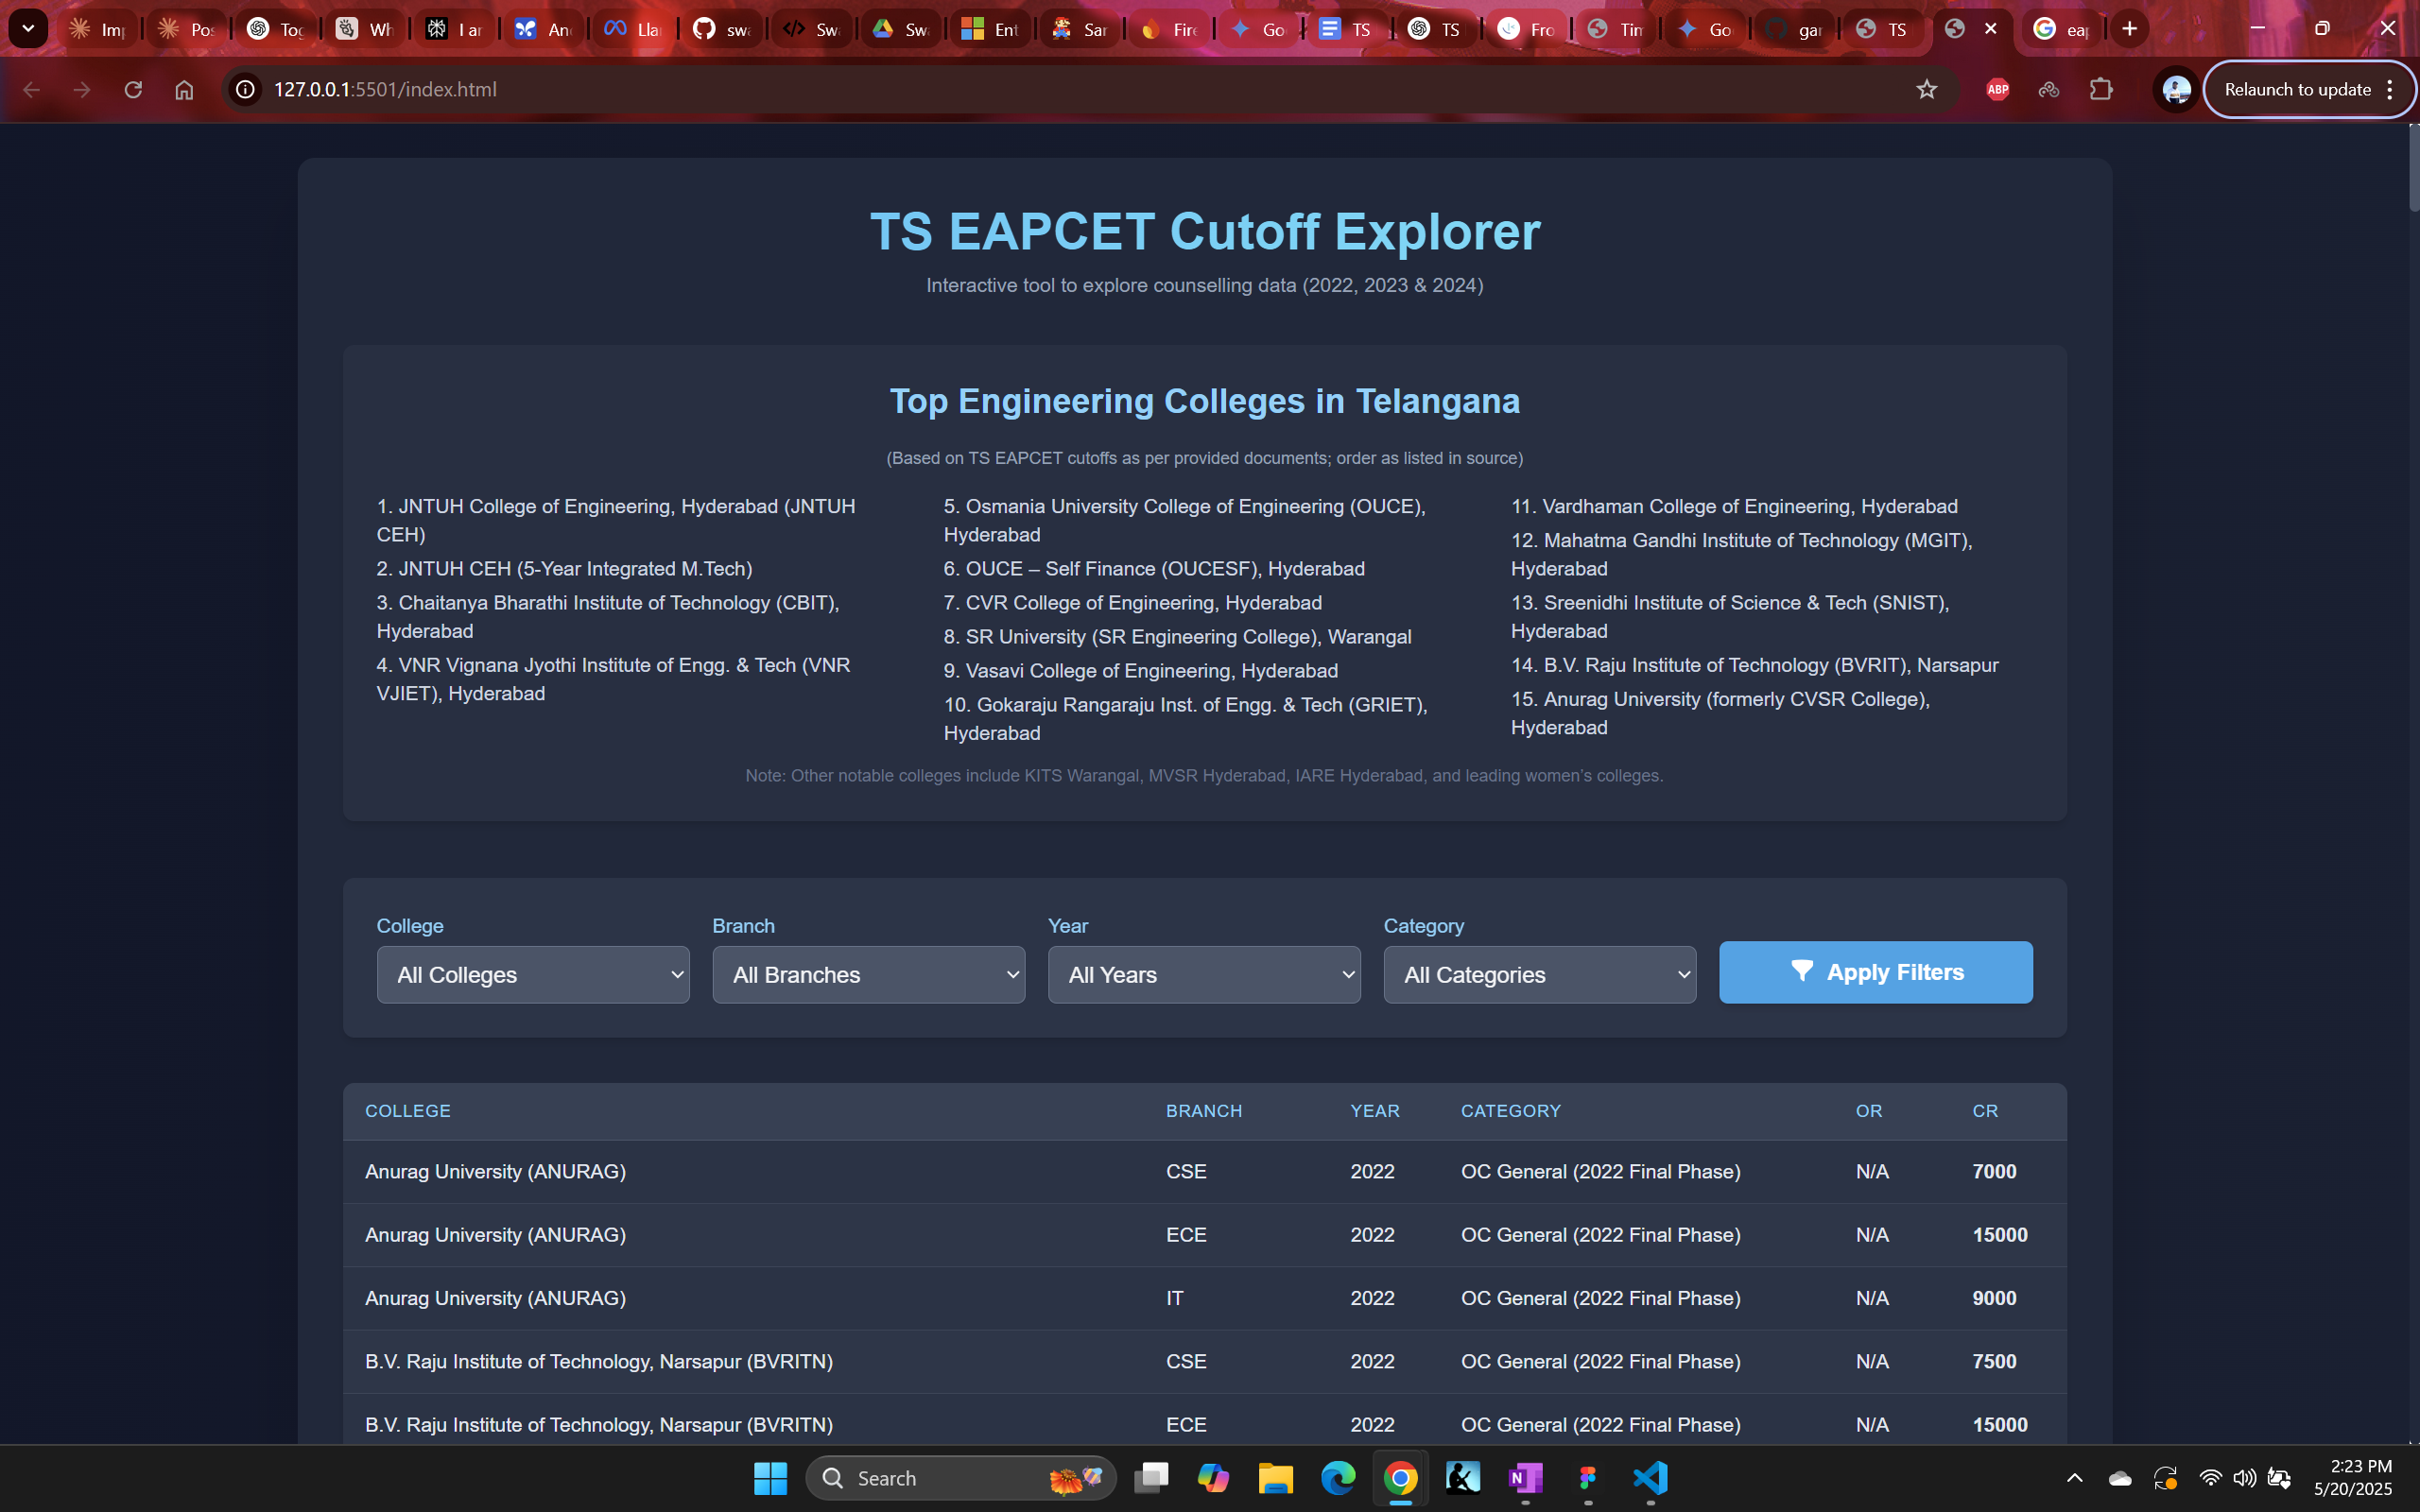 Im
Pos
Tog
Wh
I ar
An
Lla
swa
Sw
Sw
Ent
Sar
Fire
Go
TS
TS
Fro
Tim
Go
gar
TS
eap
127.0.0.1:5501/index.html
ABP
Relaunch to update
TS EAPCET Cutoff Explorer
Interactive tool to explore counselling data (2022, 2023 & 2024)
Top Engineering Colleges in Telangana
(Based on TS EAPCET cutoffs as per provided documents; order as listed in source)
1. JNTUH College of Engineering, Hyderabad (JNTUH
CEH)
2. JNTUH CEH (5-Year Integrated M.Tech)
3. Chaitanya Bharathi Institute of Technology (CBIT),
Hyderabad
4. VNR Vignana Jyothi Institute of Engg. & Tech (VNR
VJIET), Hyderabad
5. Osmania University College of Engineering (OUCE),
Hyderabad
6. OUCE – Self Finance (OUCESF), Hyderabad
7. CVR College of Engineering, Hyderabad
8. SR University (SR Engineering College), Warangal
9. Vasavi College of Engineering, Hyderabad
10. Gokaraju Rangaraju Inst. of Engg. & Tech (GRIET),
Hyderabad
11. Vardhaman College of Engineering, Hyderabad
12. Mahatma Gandhi Institute of Technology (MGIT),
Hyderabad
13. Sreenidhi Institute of Science & Tech (SNIST),
Hyderabad
14. B.V. Raju Institute of Technology (BVRIT), Narsapur
15. Anurag University (formerly CVSR College),
Hyderabad
Note: Other notable colleges include KITS Warangal, MVSR Hyderabad, IARE Hyderabad, and leading women's colleges.
College Branch Year Category
All Colleges All Branches All Years All Categories Apply Filters
COLLEGE BRANCH YEAR CATEGORY OR CR
Anurag University (ANURAG) CSE 2022 OC General (2022 Final Phase) N/A 7000
Anurag University (ANURAG) ECE 2022 OC General (2022 Final Phase) N/A 15000
Anurag University (ANURAG) IT 2022 OC General (2022 Final Phase) N/A 9000
B.V. Raju Institute of Technology, Narsapur (BVRITN) CSE 2022 OC General (2022 Final Phase) N/A 7500
B.V. Raju Institute of Technology, Narsapur (BVRITN) ECE 2022 OC General (2022 Final Phase) N/A 15000
Search
2:23 PM
5/20/2025